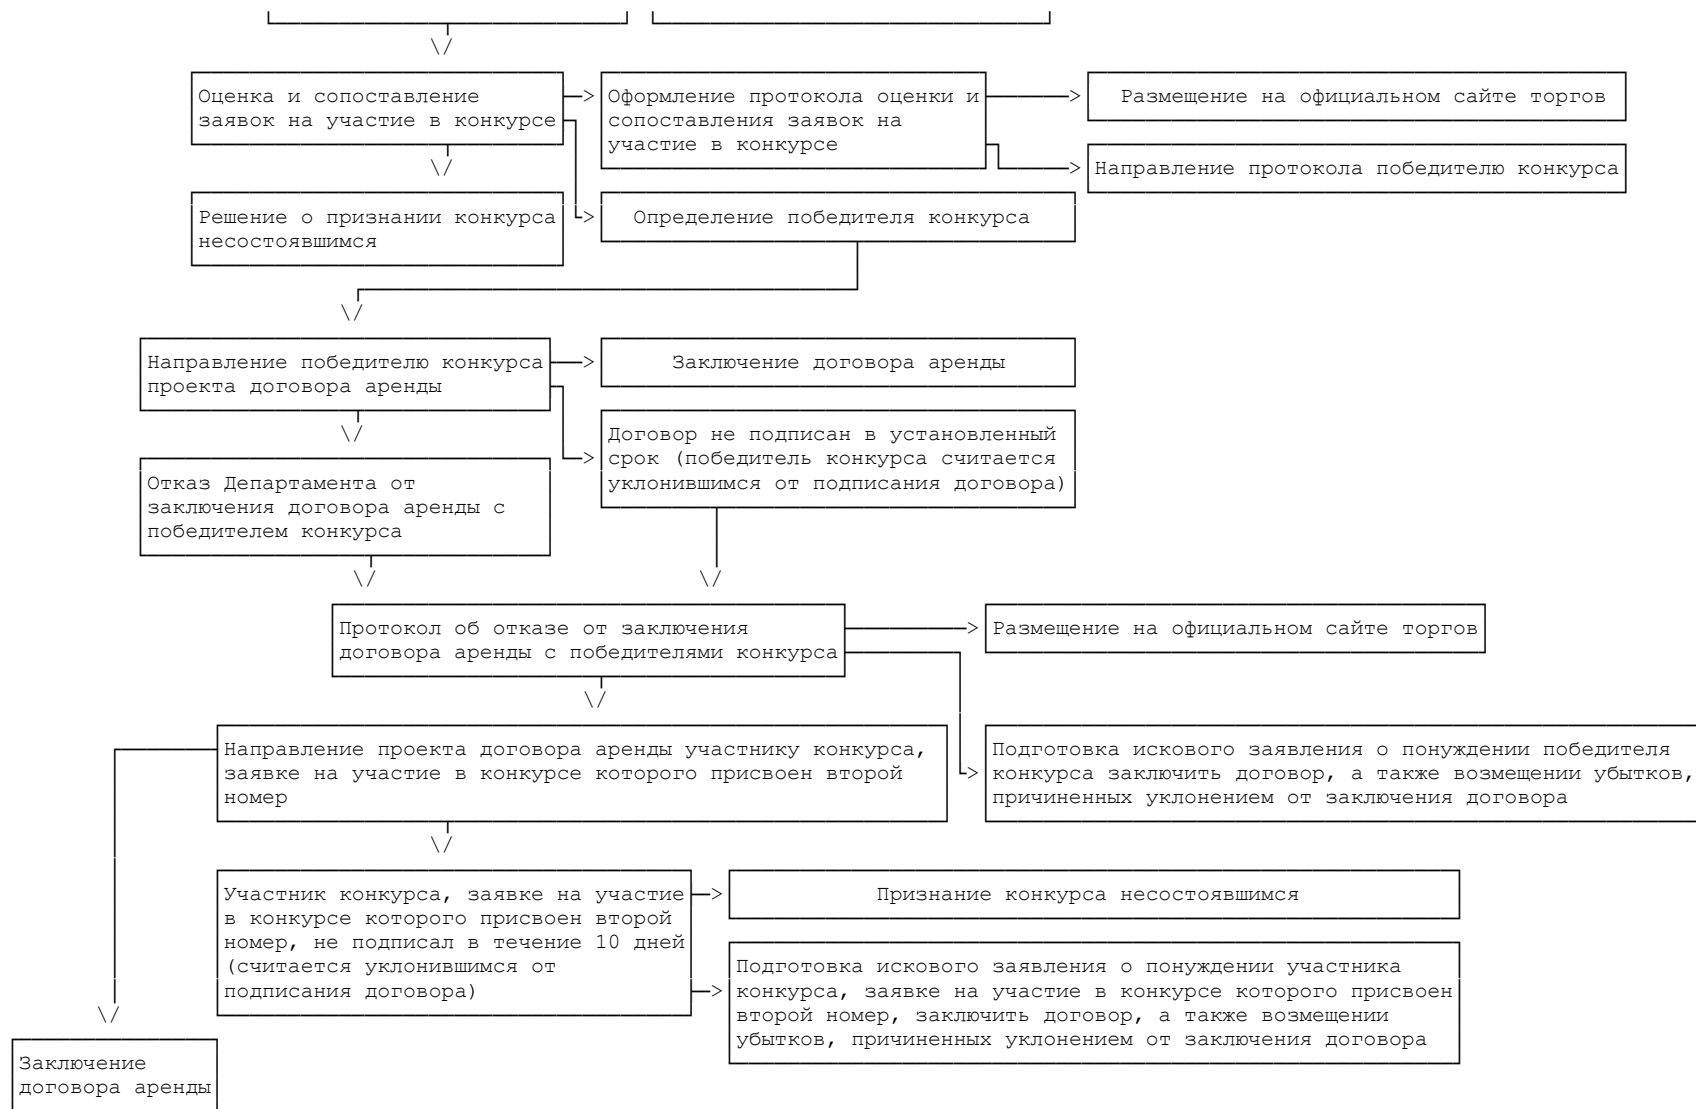 Оценка и сопоставление
заявок на участие в конкурсе
Оформление протокола оценки и
сопоставления заявок на
участие в конкурсе
Размещение на официальном сайте торгов
Направление протокола победителю конкурса
Решение о признании конкурса
несостоявшимся
Определение победителя конкурса
Направление победителю конкурса
проекта договора аренды
Заключение договора аренды
Договор не подписан в установленный
срок (победитель конкурса считается
уклонившимся от подписания договора)
Отказ Департамента от
заключения договора аренды с
победителем конкурса
Протокол об отказе от заключения
договора аренды с победителями конкурса
Размещение на официальном сайте торгов
Направление проекта договора аренды участнику конкурса,
заявке на участие в конкурсе которого присвоен второй
номер
Подготовка искового заявления о понуждении победителя
конкурса заключить договор, а также возмещении убытков,
причиненных уклонением от заключения договора
Участник конкурса, заявке на участие
в конкурсе которого присвоен второй
номер, не подписал в течение 10 дней
(считается уклонившимся от
подписания договора)
Признание конкурса несостоявшимся
Подготовка искового заявления о понуждении участника
конкурса, заявке на участие в конкурсе которого присвоен
второй номер, заключить договор, а также возмещении
убытков, причиненных уклонением от заключения договора
Заключение
договора аренды